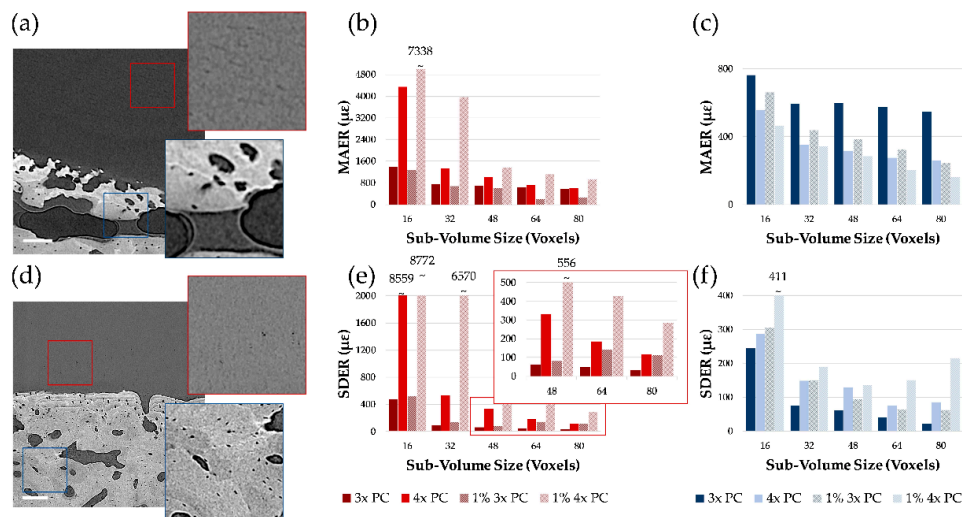 (a)
(b)
(c)
7338
~
4800
4000
3200
2400
1600
800
0
MAER (με)
16 32 48 64 80
Sub-Volume Size (Voxels)
800
400
0
MAER (με)
16 32 48 64 80
Sub-Volume Size (Voxels)
(d)
(e)
(f)
8559
~
8772
~
6570
~
556
~
2000
1600
1200
800
400
0
SDER (με)
16 32 48 64 80
Sub-Volume Size (Voxels)
500
400
300
200
100
0
48 64 80
411
~
400
300
200
100
0
SDER (με)
16 32 48 64 80
Sub-Volume Size (Voxels)
3x PC 4x PC 1% 3x PC 1% 4x PC
3x PC 4x PC 1% 3x PC 1% 4x PC